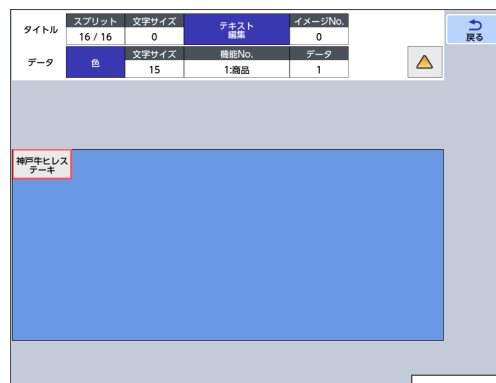 タイトル
スプリット 文字サイズ テキスト編集 イメージNo.
16 / 16 0 0
戻る
データ
色 文字サイズ 機能No. データ
15 1:商品 1
神戸牛ヒレス
テーキ